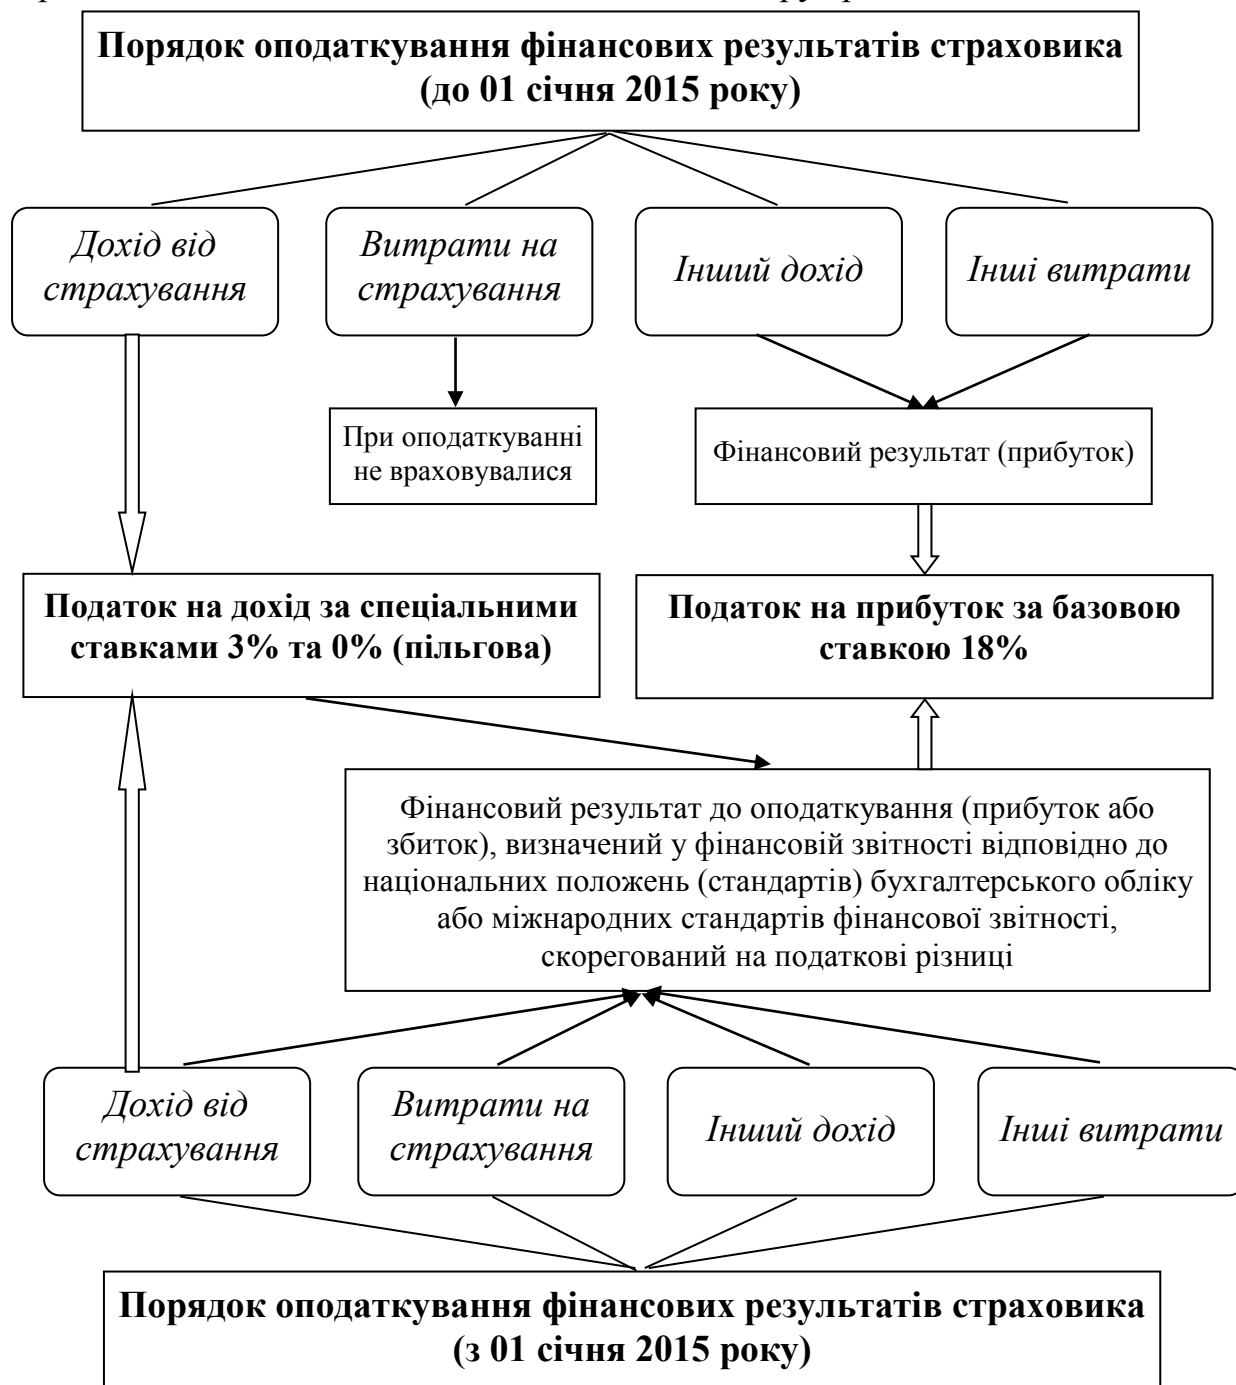 Порядок оподаткування фінансових результатів страховика
(до 01 січня 2015 року)
Дохід від
страхування
Витрати на
страхування
Інший дохід
Інші витрати
При оподаткуванні
не враховувалися
Фінансовий результат (прибуток)
Податок на дохід за спеціальними
ставками 3% та 0% (пільгова)
Податок на прибуток за базовою
ставкою 18%
Фінансовий результат до оподаткування (прибуток або
збиток), визначений у фінансовій звітності відповідно до
національних положень (стандартів) бухгалтерського обліку
або міжнародних стандартів фінансової звітності,
скорегований на податкові різниці
Дохід від
страхування
Витрати на
страхування
Інший дохід
Інші витрати
Порядок оподаткування фінансових результатів страховика
(з 01 січня 2015 року)